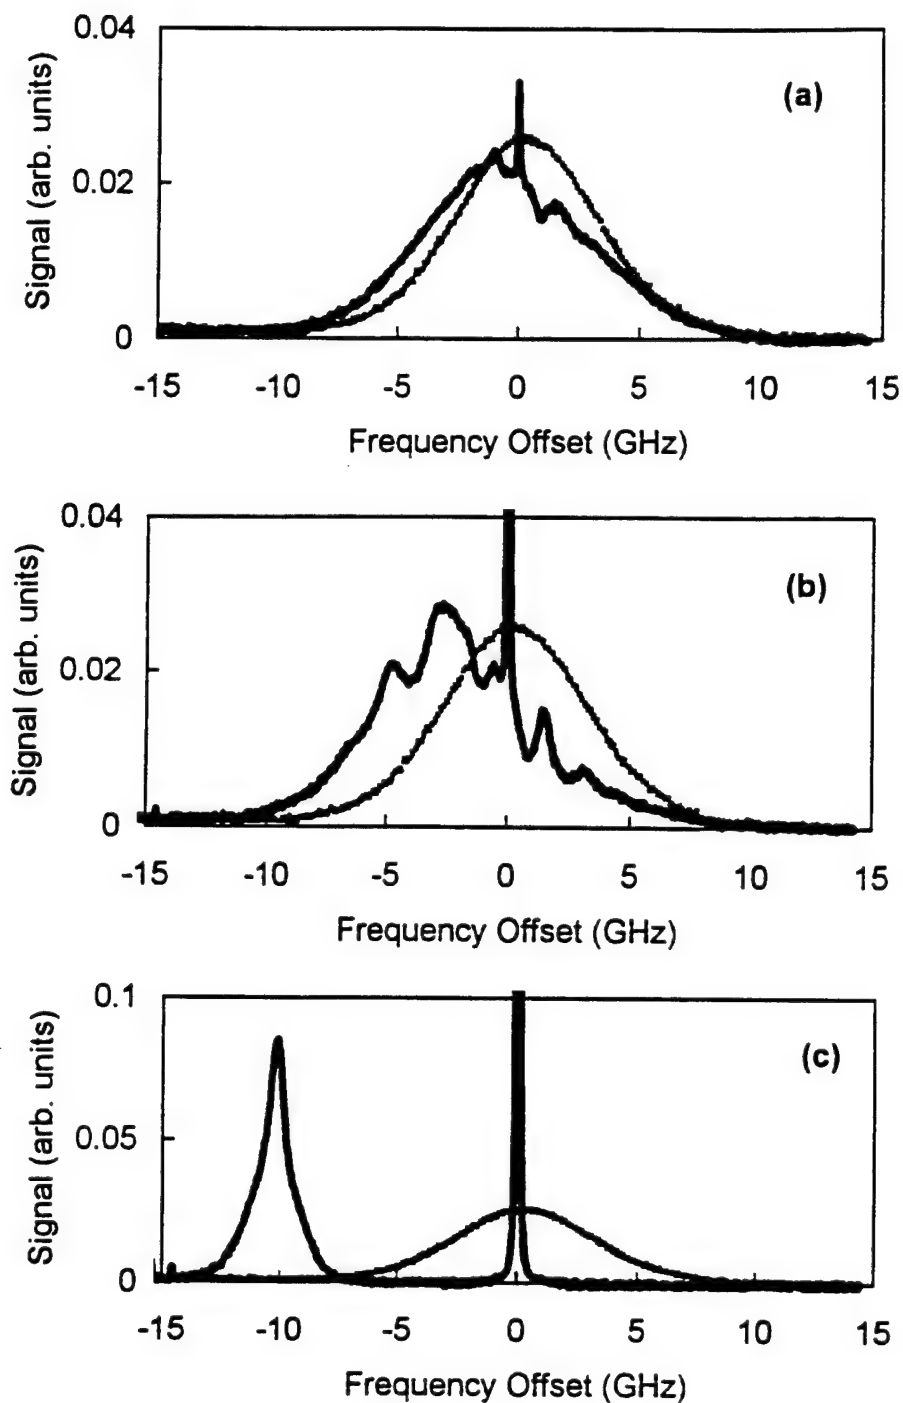 0.04
(a)
Signal (arb. units)
0.02
0
-15 -10 -5 0 5 10 15
Frequency Offset (GHz)
0.04
(b)
Signal (arb. units)
0.02
0
-15 -10 -5 0 5 10 15
Frequency Offset (GHz)
0.1
(c)
Signal (arb. units)
0.05
0
-15 -10 -5 0 5 10 15
Frequency Offset (GHz)